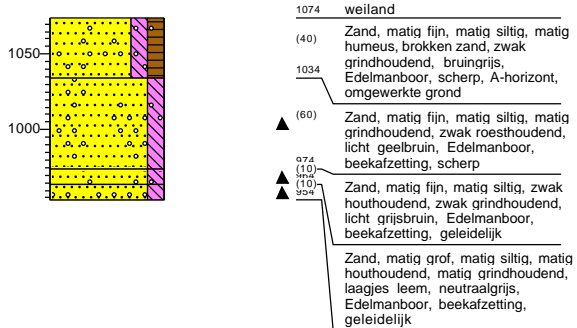 1074 weiland
(40) Zand, matig fijn, matig siltig, matig
humeus, brokken zand, zwak
grindhoudend, bruingrijs,
Edelmanboor, scherp, A-horizont,
omgewerkte grond
1034
1050
(60) Zand, matig fijn, matig siltig, matig
grindhoudend, zwak roesthoudend,
licht geelbruin, Edelmanboor,
beekafzetting, scherp
1000
974
(10) Zand, matig fijn, matig siltig, zwak
houthoudend, zwak grindhoudend,
licht grijsbruin, Edelmanboor,
beekafzetting, geleidelijk
964
(10) Zand, matig grof, matig siltig, matig
houthoudend, matig grindhoudend,
laagjes leem, neutraalgrijs,
Edelmanboor, beekafzetting,
geleidelijk
954